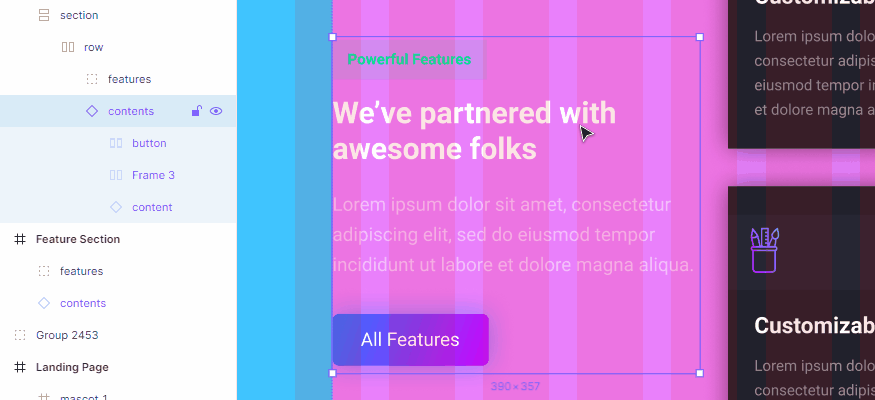 section
row
features
contents
button
Frame 3
content
Feature Section
features
contents
Group 2453
Landing Page
mascot 1
Powerful Features
We’ve partnered with
awesome folks
Lorem ipsum dolor sit amet, consectetur
adipiscing elit, sed do eiusmod tempor
incididunt ut labore et dolore magna aliqua.
All Features
390 × 357
Customizab
Lorem ipsum dolo
consectetur adipis
eiusmod tempor in
et dolore magna a
Customizab
Lorem ipsum dolo
consectetur adipis